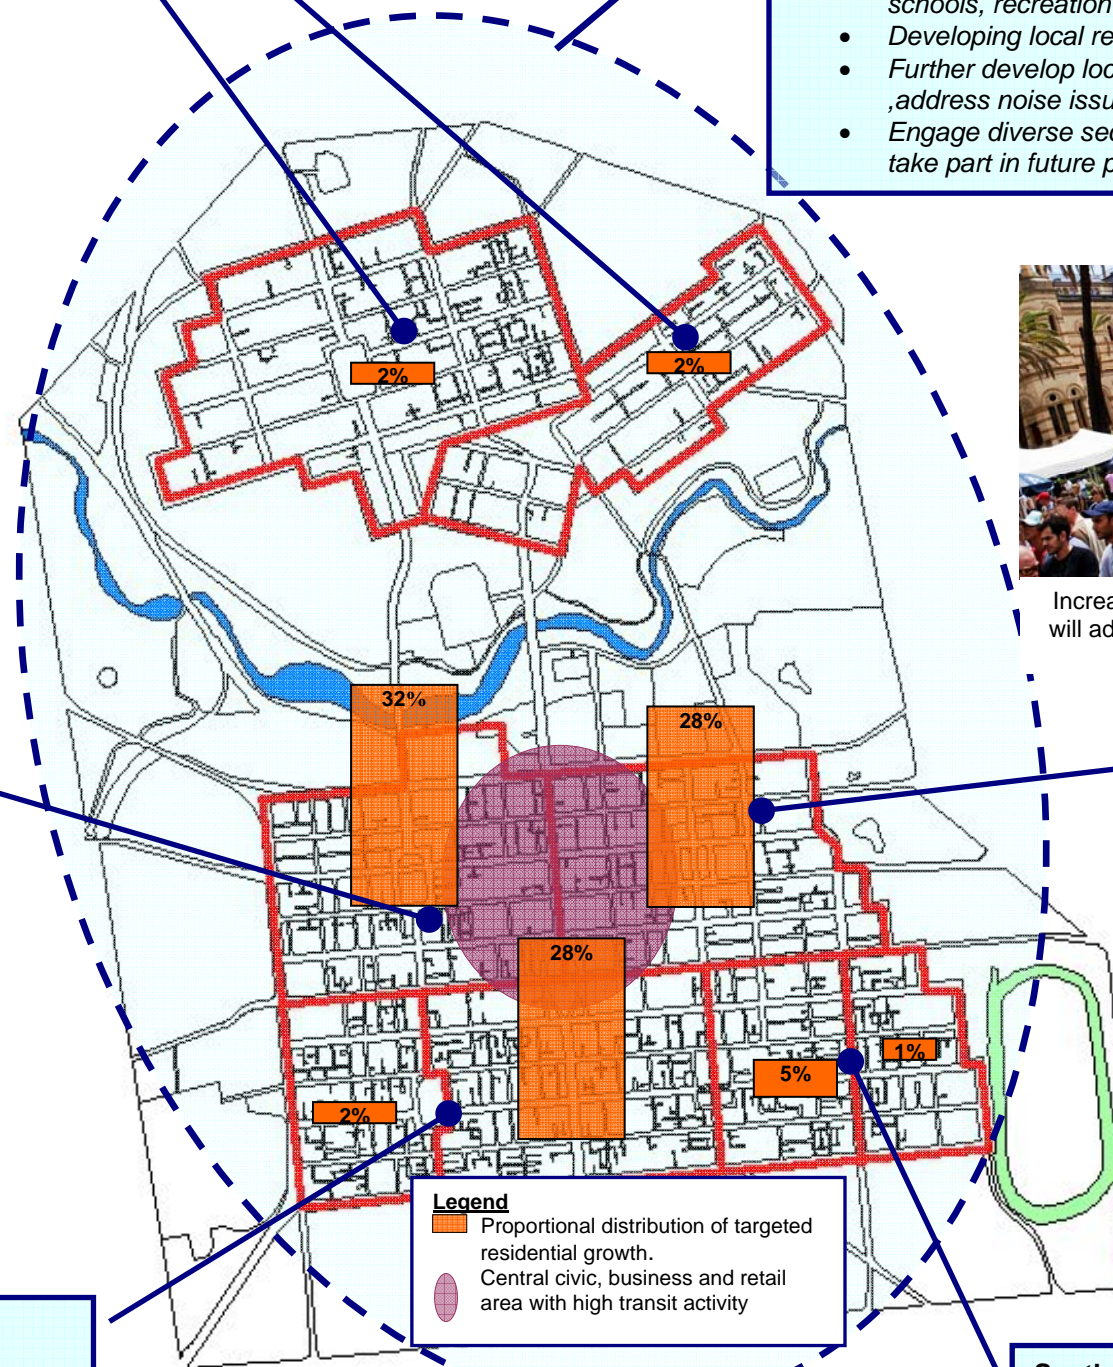 schools, recreation
• Developing local re
• Further develop loc
,address noise issu
• Engage diverse sec
take part in future p
2%
2%
Increa
will ad
32%
28%
28%
1%
5%
2%
Legend
Proportional distribution of targeted
residential growth.
Central civic, business and retail
area with high transit activity